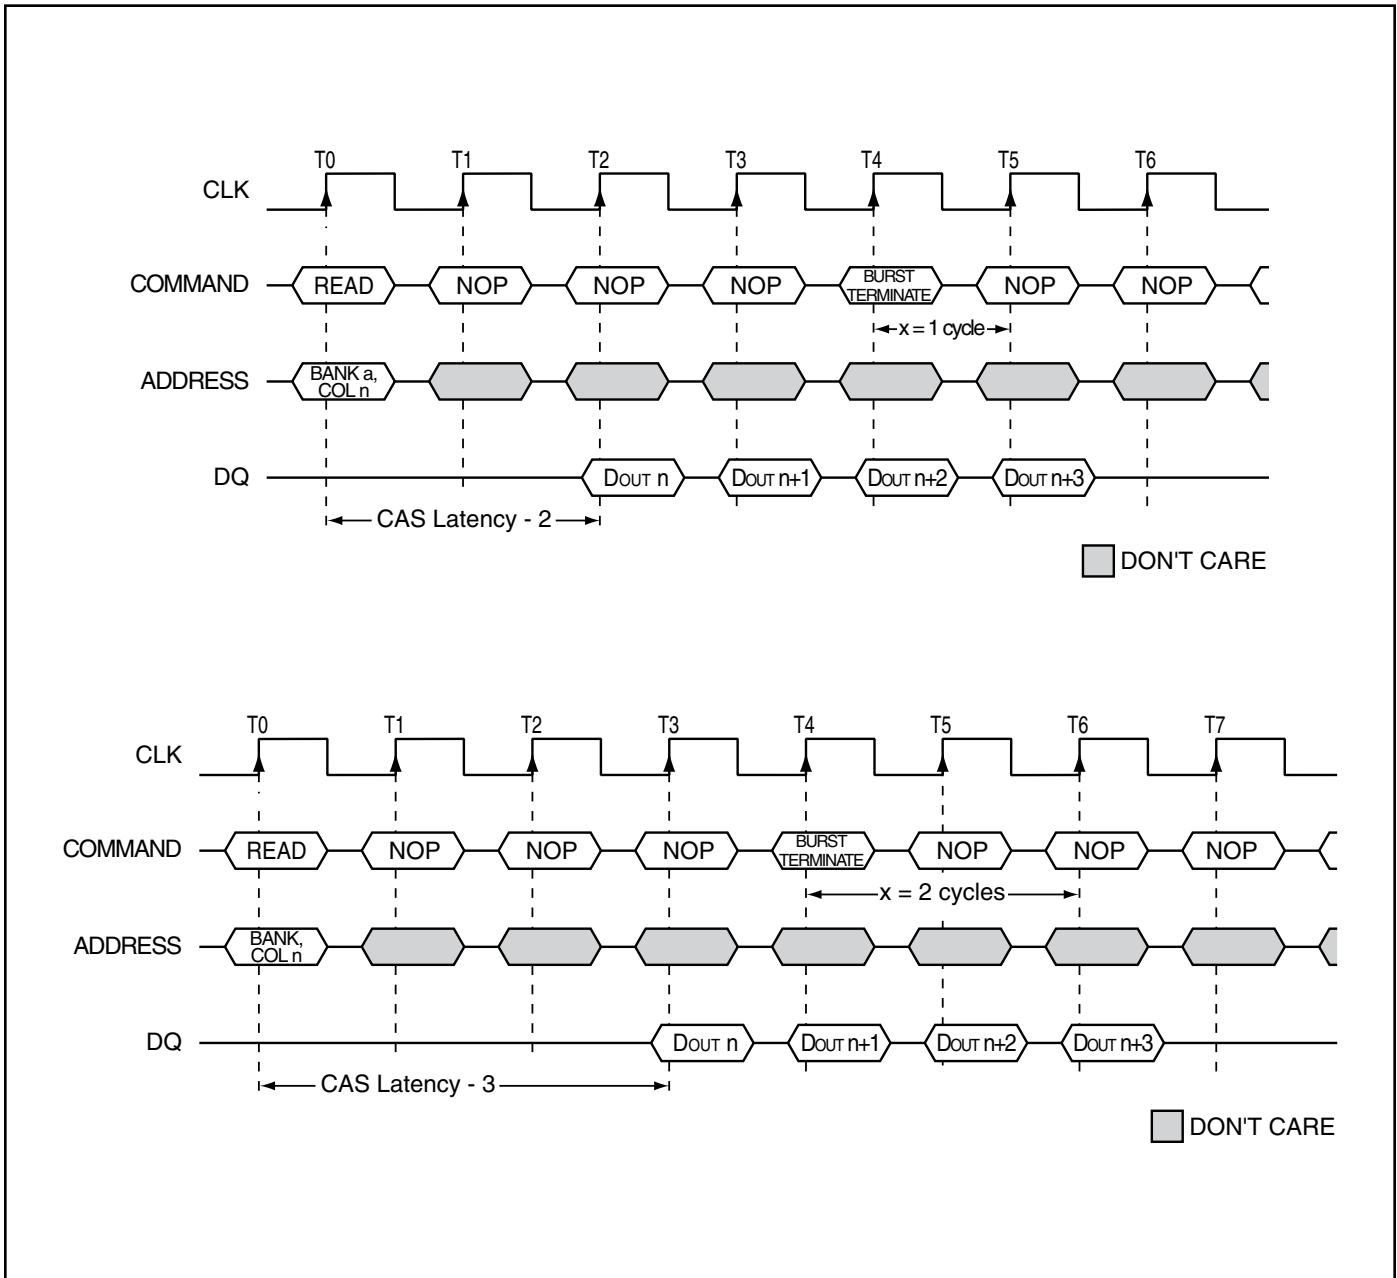 T0 T1 T2 T3 T4 T5 T6
CLK
COMMAND READ NOP NOP NOP BURST TERMINATE NOP NOP
x = 1 cycle
ADDRESS BANK a, COL n
DQ DOUT n DOUT n+1 DOUT n+2 DOUT n+3
CAS Latency - 2
DON'T CARE
T0 T1 T2 T3 T4 T5 T6 T7
CLK
COMMAND READ NOP NOP NOP BURST TERMINATE NOP NOP NOP
x = 2 cycles
ADDRESS BANK, COL n
DQ DOUT n DOUT n+1 DOUT n+2 DOUT n+3
CAS Latency - 3
DON'T CARE